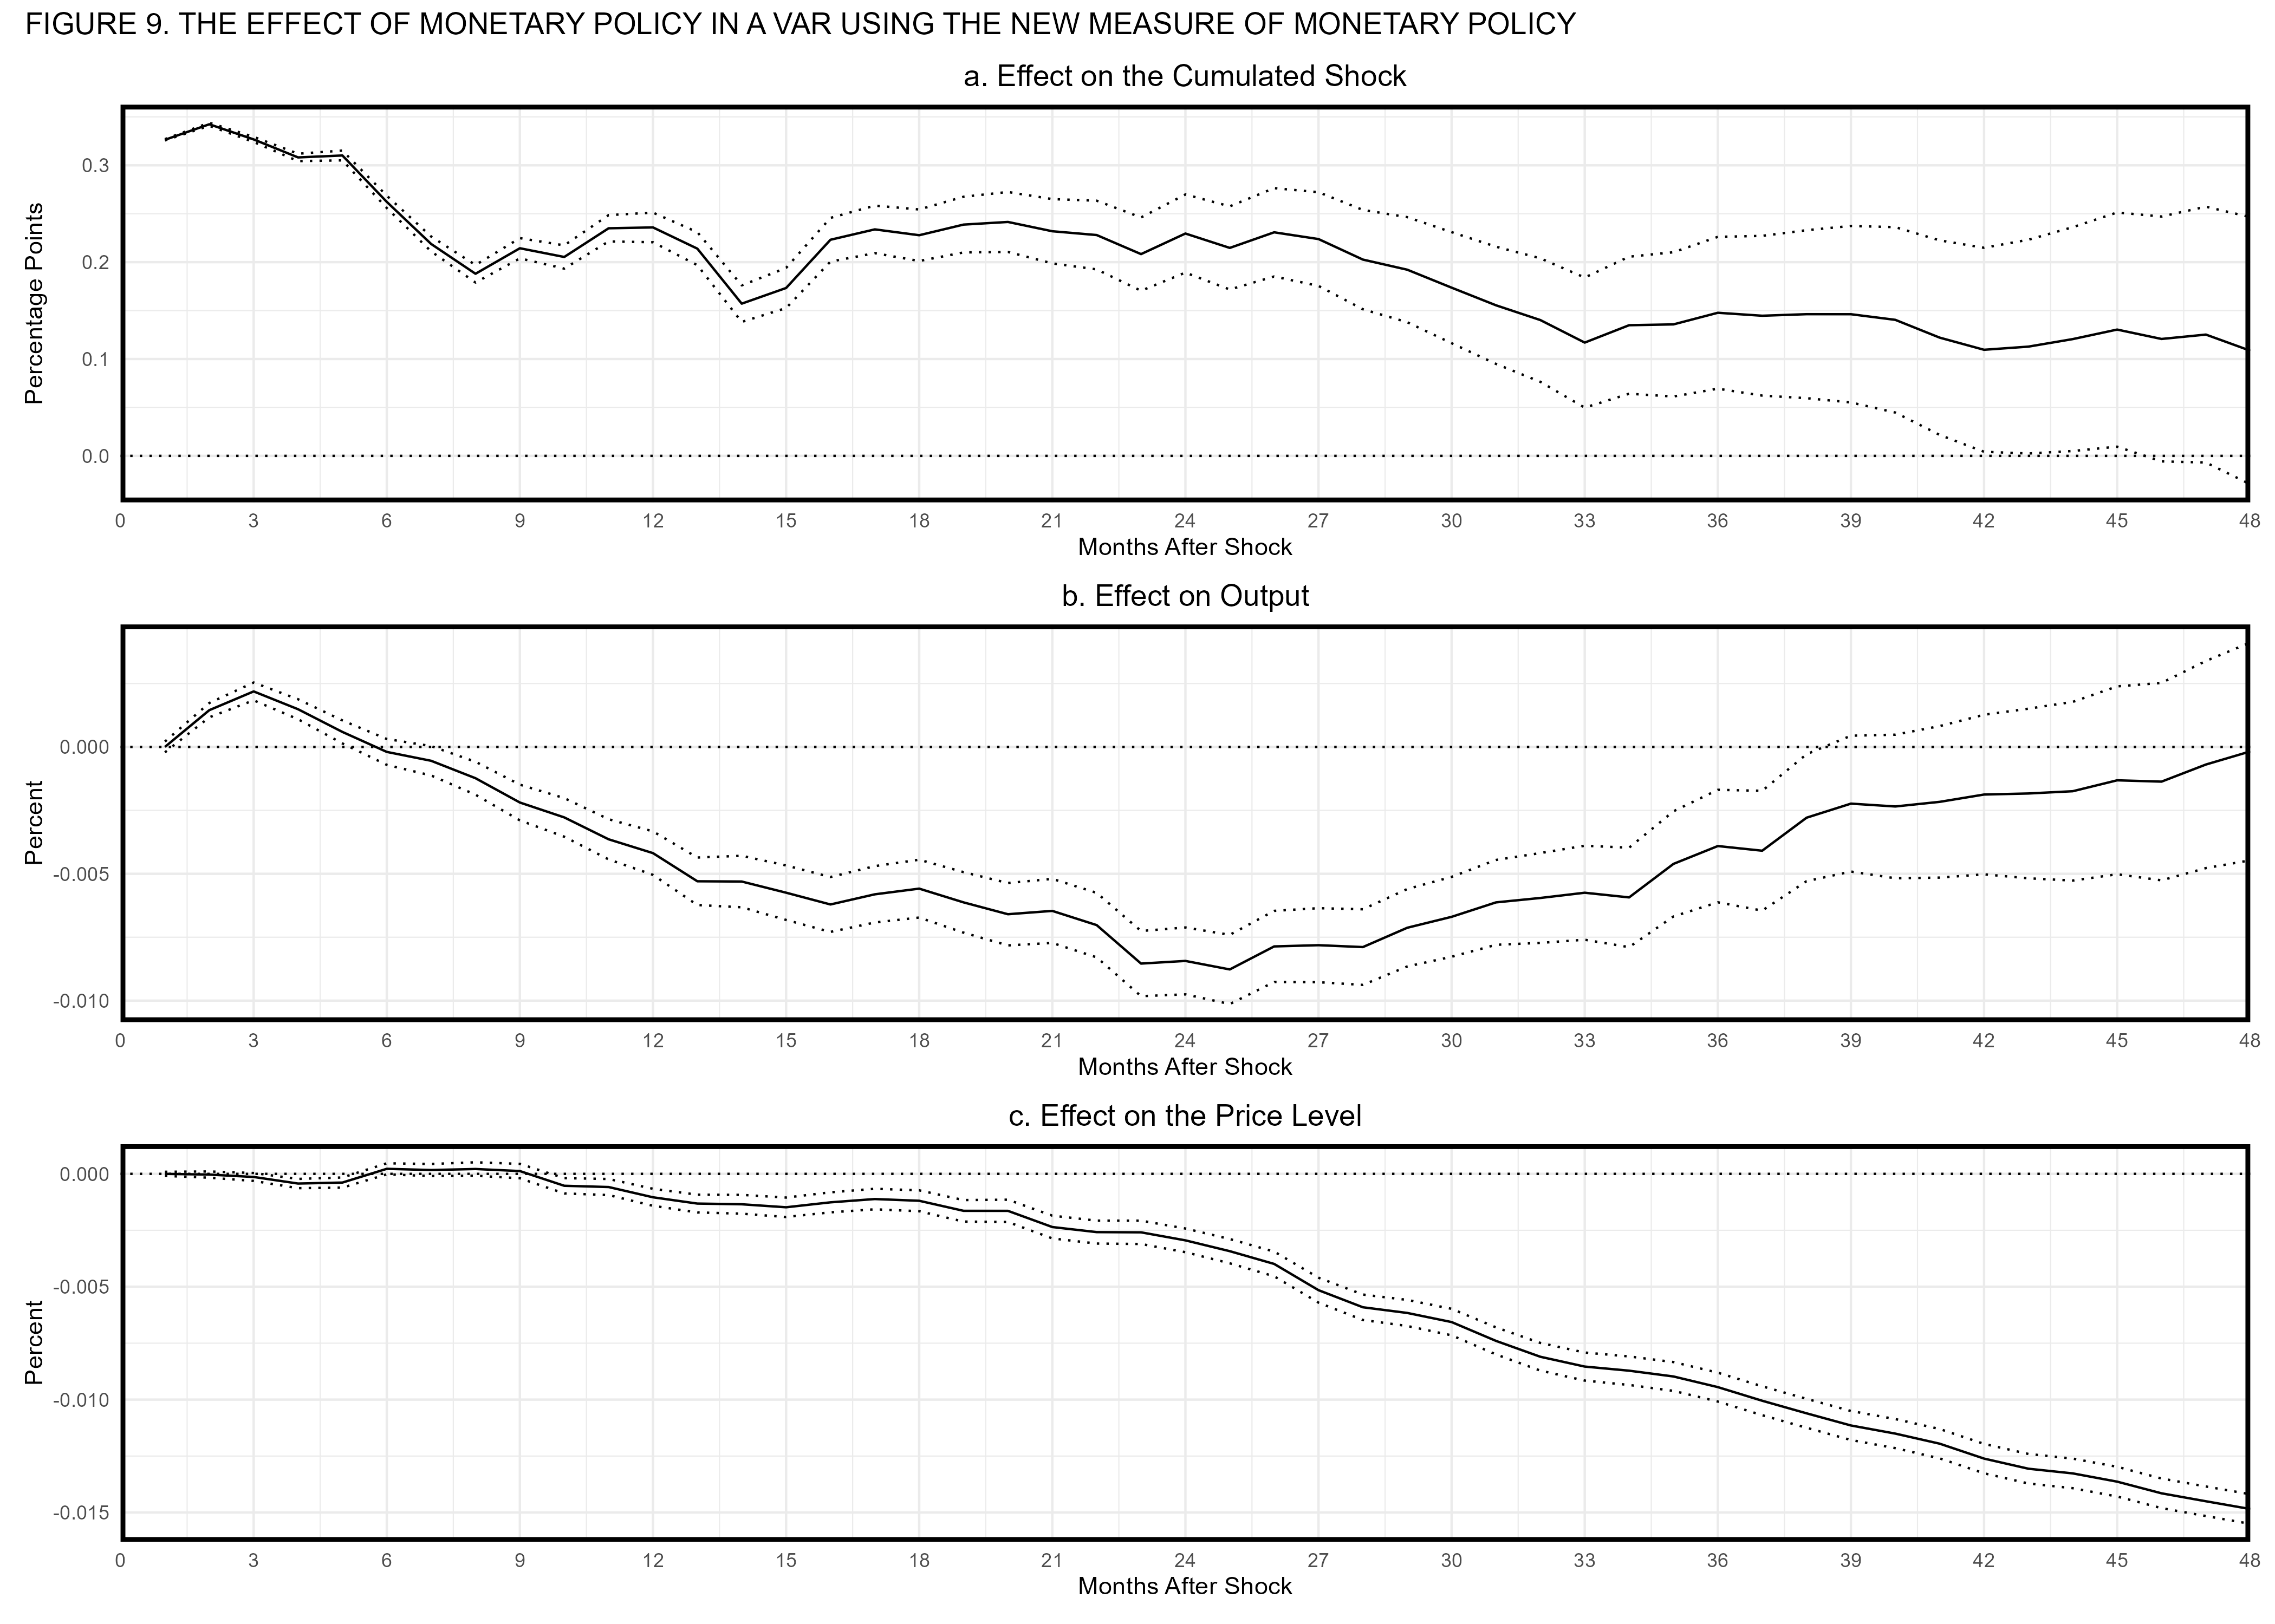 FIGURE 9. THE EFFECT OF MONETARY POLICY IN A VAR USING THE NEW MEASURE OF MONETARY POLICY
a. Effect on the Cumulated Shock
Percentage Points
0.3
0.2
0.1
0.0
0 3 6 9 12 15 18 21 24 27 30 33 36 39 42 45 48
Months After Shock
b. Effect on Output
Percent
0.000
-0.005
-0.010
0 3 6 9 12 15 18 21 24 27 30 33 36 39 42 45 48
Months After Shock
c. Effect on the Price Level
Percent
0.000
-0.005
-0.010
-0.015
0 3 6 9 12 15 18 21 24 27 30 33 36 39 42 45 48
Months After Shock